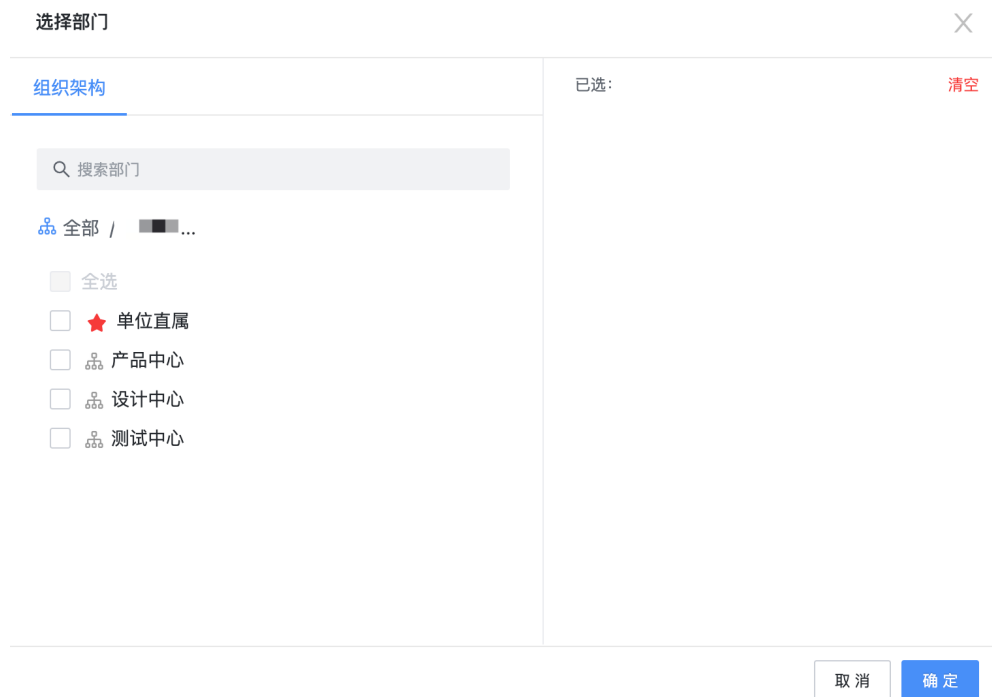 选择部门
组织架构
搜索部门
全部 / ...
全选
单位直属
产品中心
设计中心
测试中心
已选：
清空
取 消
确 定